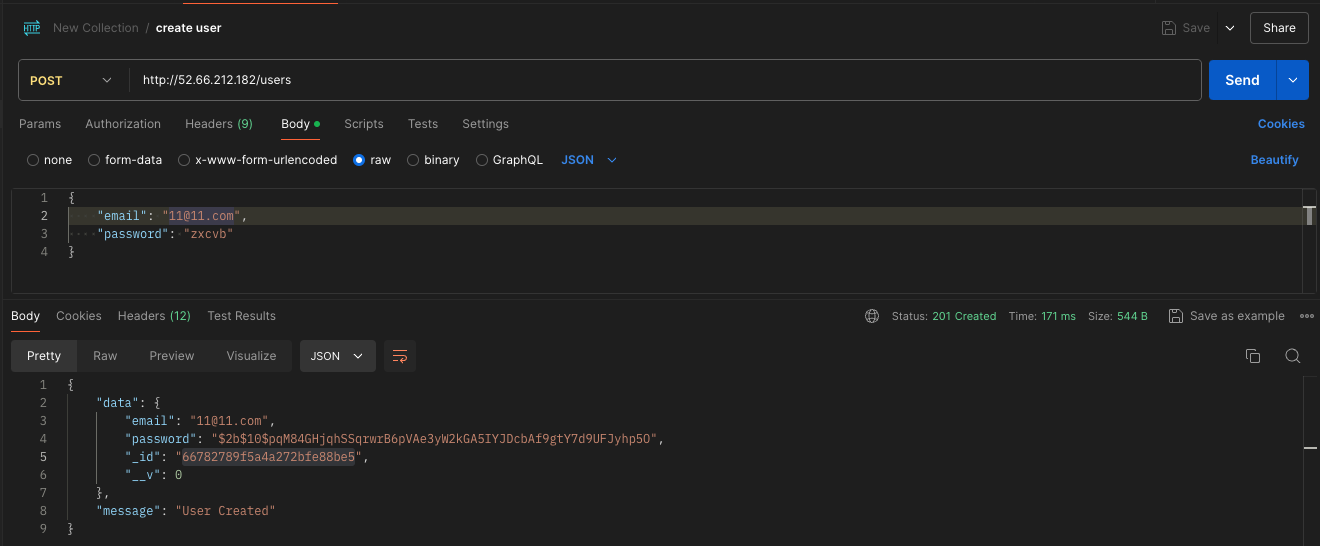 HTTP New Collection / create user Save Share
POST http://52.66.212.182/users Send
Params Authorization Headers (9) Body Scripts Tests Settings Cookies
none form-data x-www-form-urlencoded raw binary GraphQL JSON Beautify
1 {
2 "email": "11@11.com",
3 "password": "zxcvb"
4 }
Body Cookies Headers (12) Test Results Status: 201 Created Time: 171 ms Size: 544 B Save as example
Pretty Raw Preview Visualize JSON
1 {
2 "data": {
3 "email": "11@11.com",
4 "password": "$2b$10$pqM84GHjqhSSqrwrB6pVAe3yW2kGA5IYJDcbAf9gtY7d9UFJyhp5O",
5 "_id": "66782789f5a4a272bfe88be5",
6 "__v": 0
7 },
8 "message": "User Created"
9 }